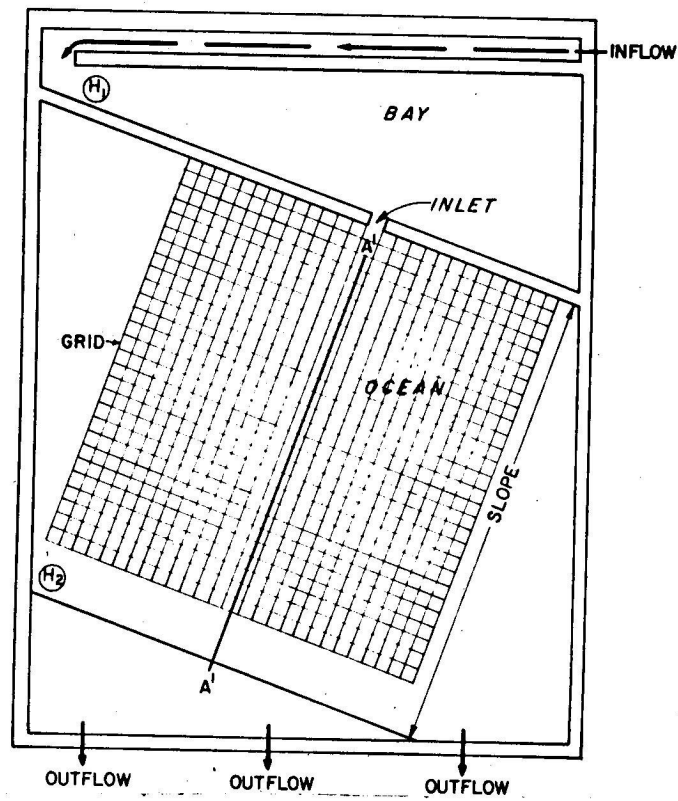 INFLOW
H1
BAY
INLET
A'
GRID
OCEAN
SLOPE
H2
A'
OUTFLOW
OUTFLOW
OUTFLOW